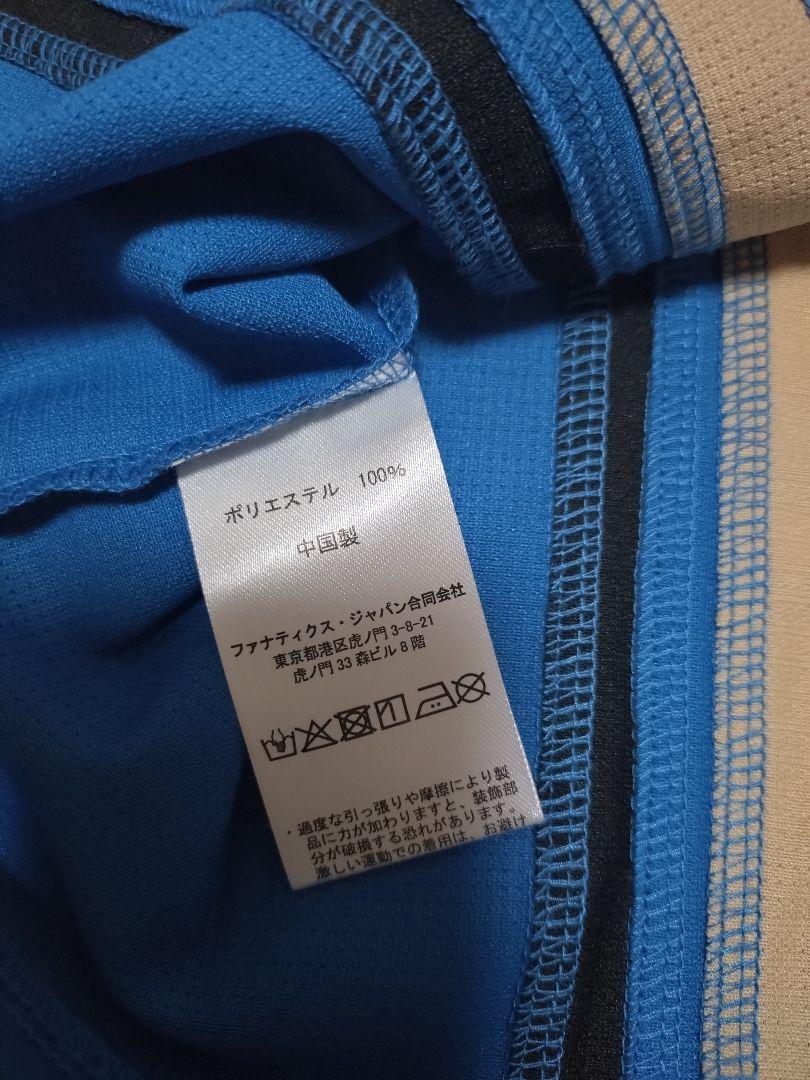 ポリエステル 100%
中国製
ファナティクス・ジャパン合同会社
東京都港区虎ノ門3-8-21
虎ノ門 33 森ビル 8 階
・過度な引っ張りや摩擦により製
品に力が加わりますと、装飾部
分が破損する恐れがあります。
激しい運動での着用は、お避け